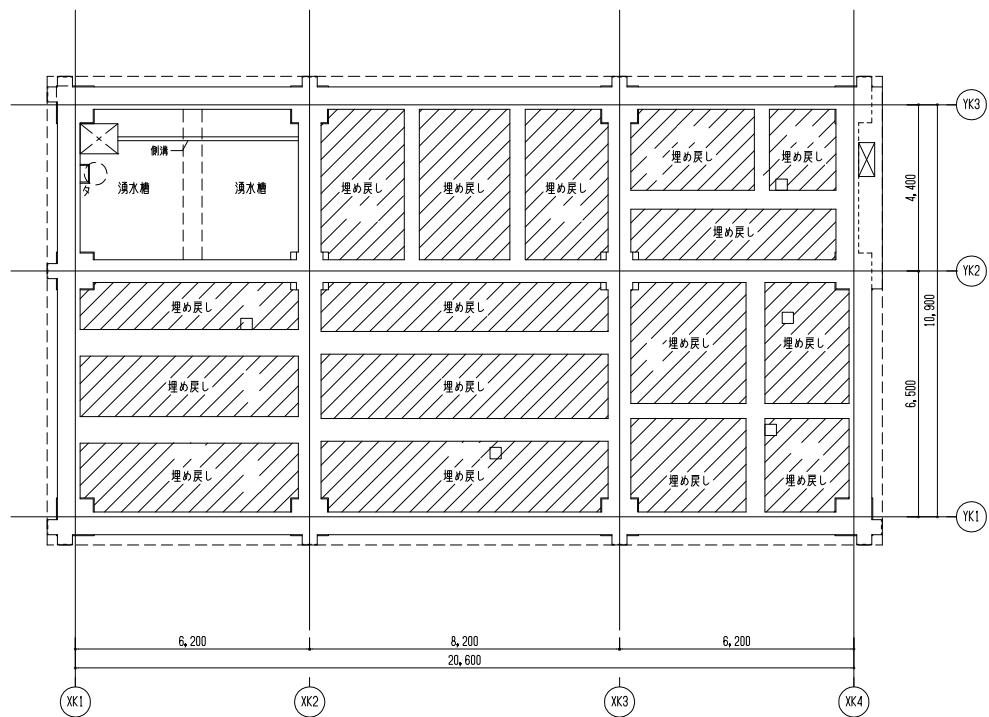 YK3
側溝
埋め戻し
埋め戻し
タ
湧水槽
湧水槽
埋め戻し
埋め戻し
埋め戻し
4,400
埋め戻し
YK2
10,900
埋め戻し
埋め戻し
埋め戻し
埋め戻し
埋め戻し
埋め戻し
6,500
埋め戻し
埋め戻し
埋め戻し
埋め戻し
YK1
6,200
8,200
6,200
20,600
XK1
XK2
XK3
XK4